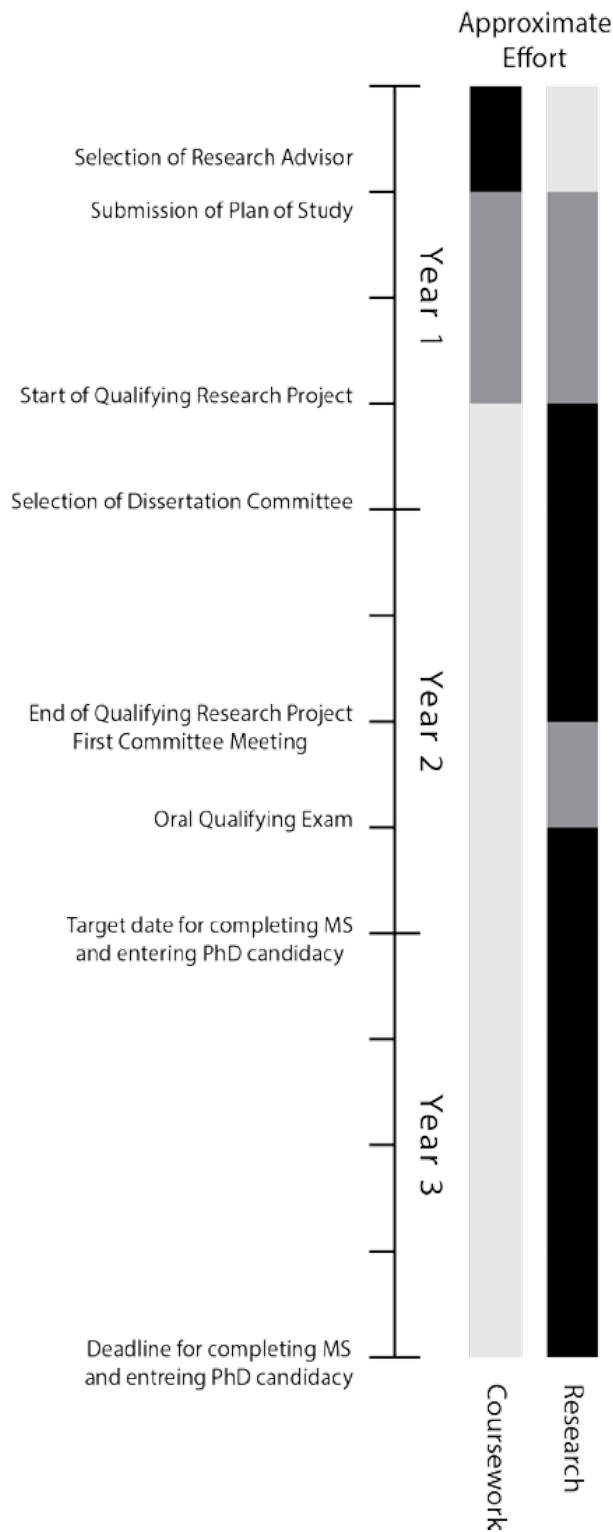 Approximate
Effort
Selection of Research Advisor
Submission of Plan of Study
Year 1
Start of Qualifying Research Project
Selection of Dissertation Committee
End of Qualifying Research Project
First Committee Meeting
Year 2
Oral Qualifying Exam
Target date for completing MS
and entering PhD candidacy
Year 3
Deadline for completing MS
and entreing PhD candidacy
Coursework
Research